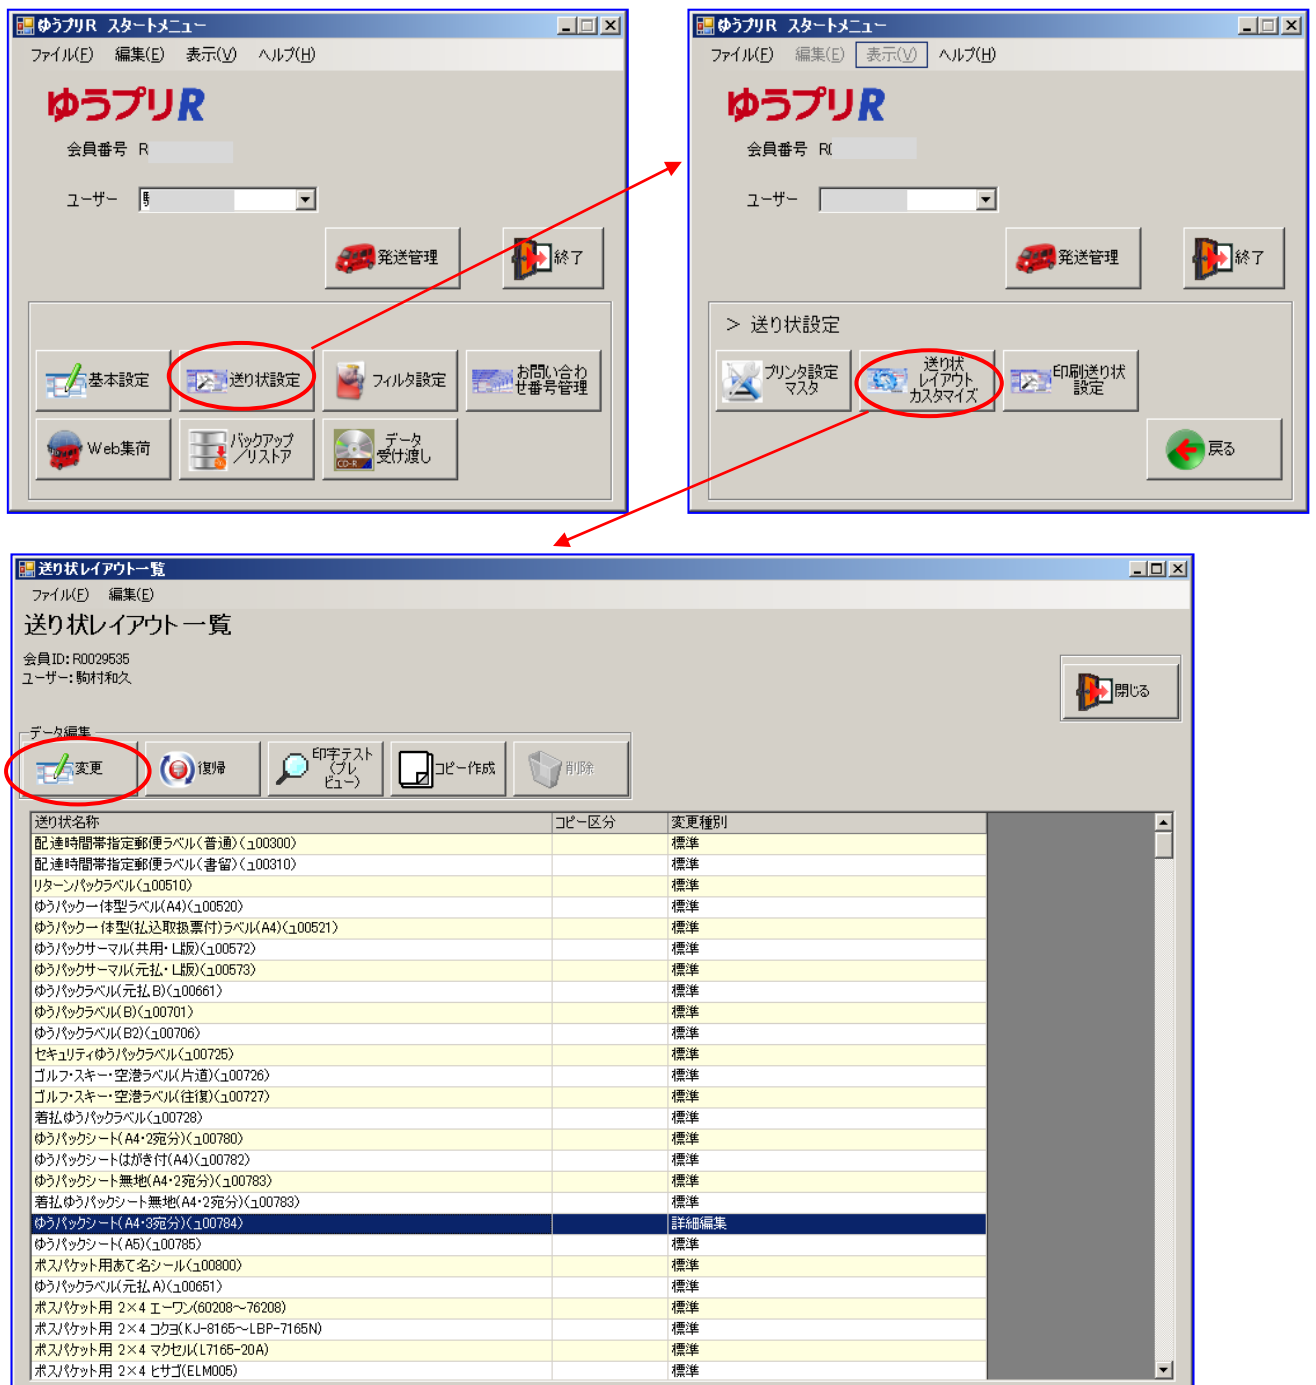 ゆうプリR スタートメニュー
ファイル(F) 編集(E) 表示(V) ヘルプ(H)
ゆうプリR
会員番号 R
ユーザー
発送管理
終了
基本設定
送り状設定
フィルタ設定
お問い合わ
せ番号管理
Web集荷
バックアップ
／リストア
CD-R
データ
受け渡し
ゆうプリR スタートメニュー
ファイル(F) 編集(E) 表示(V) ヘルプ(H)
ゆうプリR
会員番号 R0
ユーザー
発送管理
終了
＞ 送り状設定
プリンタ設定
マスタ
送り状
レイアウト
カスタマイズ
印刷送り状
設定
戻る
送り状レイアウト一覧
ファイル(F) 編集(E)
送り状レイアウト一覧
会員ID: R0029535
ユーザー: 駒村和久
閉じる
データ編集
変更
復帰
印字テスト
(プレ
ビュー)
コピー作成
削除
送り状名称 コピー区分 変更種別
配達時間帯指定郵便ラベル(普通)(ュ00300) 標準
配達時間帯指定郵便ラベル(書留)(ュ00310) 標準
リターンパックラベル(ュ00510) 標準
ゆうパック一体型ラベル(A4)(ュ00520) 標準
ゆうパック一体型(払込取扱票付)ラベル(A4)(ュ00521) 標準
ゆうパックサーマル(共用・L版)(ュ00572) 標準
ゆうパックサーマル(元払・L版)(ュ00573) 標準
ゆうパックラベル(元払B)(ュ00661) 標準
ゆうパックラベル(B)(ュ00701) 標準
ゆうパックラベル(B2)(ュ00706) 標準
セキュリティゆうパックラベル(ュ00725) 標準
ゴルフ・スキー・空港ラベル(片道)(ュ00726) 標準
ゴルフ・スキー・空港ラベル(往復)(ュ00727) 標準
着払ゆうパックラベル(ュ00728) 標準
ゆうパックシート(A4・2宛分)(ュ00780) 標準
ゆうパックシートはがき付(A4)(ュ00782) 標準
ゆうパックシート無地(A4・2宛分)(ュ00783) 標準
着払ゆうパックシート無地(A4・2宛分)(ュ00783) 標準
ゆうパックシート(A4・3宛分)(ュ00784) 詳細編集
ゆうパックシート(A5)(ュ00785) 標準
ポスパケット用あて名シール(ュ00800) 標準
ゆうパックラベル(元払A)(ュ00651) 標準
ポスパケット用 2×4 エーワン(60208～76208) 標準
ポスパケット用 2×4 コクヨ(KJ-8165～LBP-7165N) 標準
ポスパケット用 2×4 マクセル(L7165-20A) 標準
ポスパケット用 2×4 ヒサゴ(ELM005) 標準